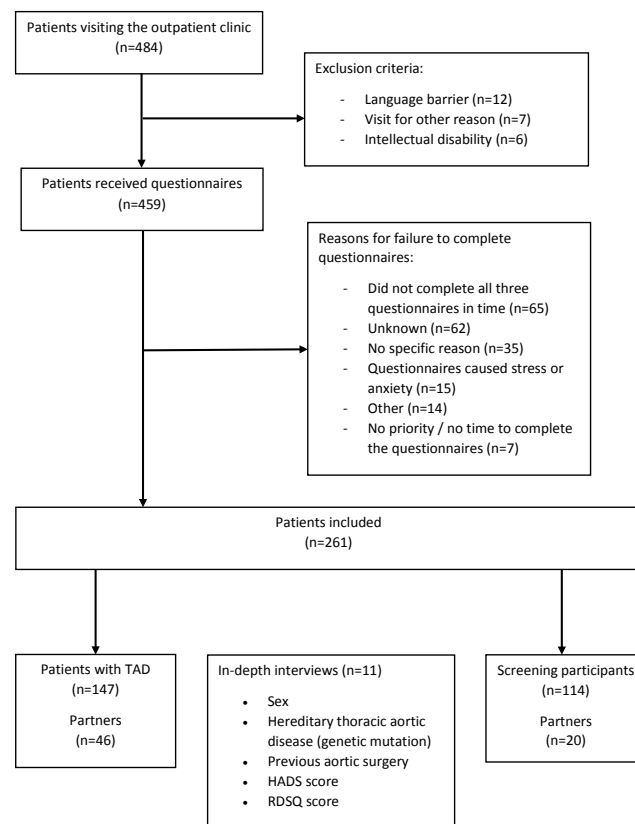 Patients visiting the outpatient clinic
(n=484)
Exclusion criteria:
- Language barrier (n=12)
- Visit for other reason (n=7)
- Intellectual disability (n=6)
Patients received questionnaires
(n=459)
Reasons for failure to complete
questionnaires:
- Did not complete all three
questionnaires in time (n=65)
- Unknown (n=62)
- No specific reason (n=35)
- Questionnaires caused stress or
anxiety (n=15)
- Other (n=14)
- No priority / no time to complete
the questionnaires (n=7)
Patients included
(n=261)
Patients with TAD
(n=147)
Partners
(n=46)
In-depth interviews (n=11)
• Sex
• Hereditary thoracic aortic
disease (genetic mutation)
• Previous aortic surgery
• HADS score
• RDSQ score
Screening participants
(n=114)
Partners
(n=20)